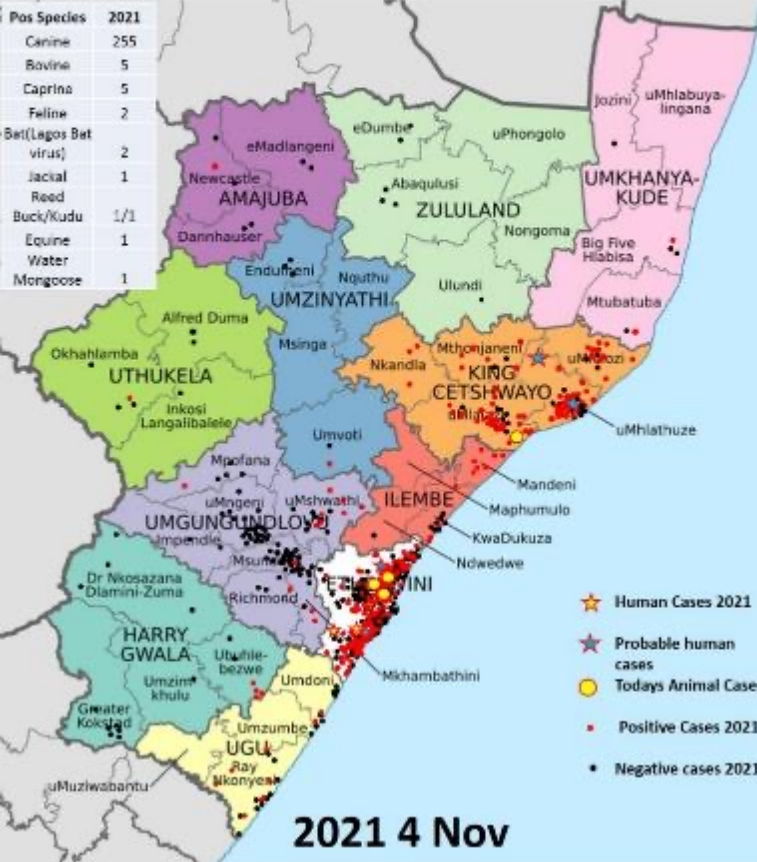 Pos Species 2021
Canine 255
Bovine 5
Caprine 5
Feline 2
Bat(Lagos Bat
virus) 2
Jackal 1
Reed
Buck/Kudu 1/1
Equine 1
Water
Mongoose 1
Jozini
uMhlabuya-
lingana
eDumbe
uPhongolo
eMadlangeni
Newcastle
AMAJUBA
Dannhauser
Abaqulusi
ZULULAND
Nongoma
Ulundi
UMKHANYA-
KUDE
Big Five
Hlabisa
Mtubatuba
Endumeni
Nquthu
UMZINYATHI
Msinga
Umvoti
Alfred Duma
Okhahlamba
UTHUKELA
Inkosi
Langalibalele
Mthonjaneni
Nkandla
KING
CETSHWAYO
uMhlathuze
Mpofana
uMngeni
uMshwathi
UMGUNGUNDLOVU
Impendle
Richmond
ILEMBE
Mandeni
Maphumulo
KwaDukuza
Ndwedwe
Mkhambathini
Dr Nkosazana
Dlamini-Zuma
HARRY
GWALA
Ubuhle-
bezwe
Umzim
khulu
Greater
Kokstad
Umdoni
Umzumbe
UGU
Ray
Nkonyeni
uMuziwabantu
Human Cases 2021
Probable human
cases
Todays Animal Case
Positive Cases 2021
Negative cases 2021
2021 4 Nov